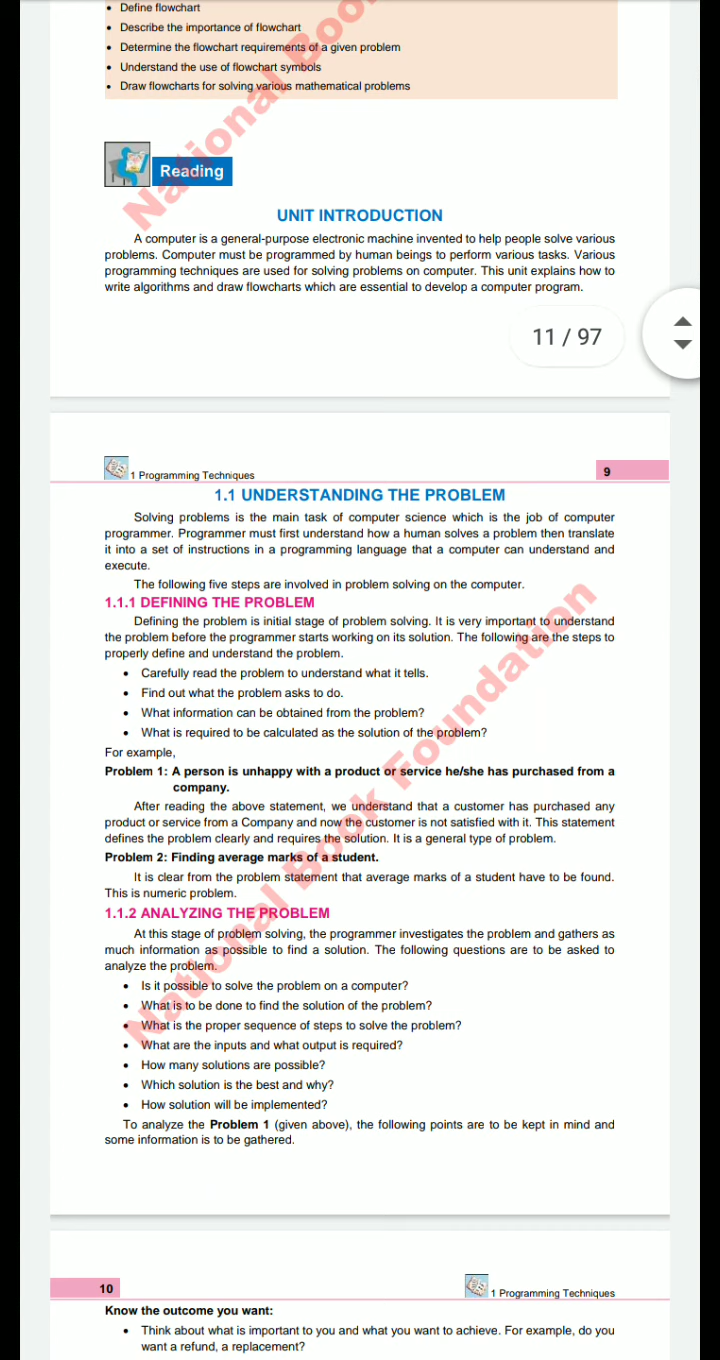 • Define flowchart
• Describe the importance of flowchart
• Determine the flowchart requirements of a given problem
• Understand the use of flowchart symbols
• Draw flowcharts for solving various mathematical problems
Reading
UNIT INTRODUCTION
A computer is a general-purpose electronic machine invented to help people solve various
problems. Computer must be programmed by human beings to perform various tasks. Various
programming techniques are used for solving problems on computer. This unit explains how to
write algorithms and draw flowcharts which are essential to develop a computer program.
National Boo
11 / 97
1 Programming Techniques
9
1.1 UNDERSTANDING THE PROBLEM
Solving problems is the main task of computer science which is the job of computer
programmer. Programmer must first understand how a human solves a problem then translate
it into a set of instructions in a programming language that a computer can understand and
execute.
The following five steps are involved in problem solving on the computer.
1.1.1 DEFINING THE PROBLEM
Defining the problem is initial stage of problem solving. It is very important to understand
the problem before the programmer starts working on its solution. The following are the steps to
properly define and understand the problem.
• Carefully read the problem to understand what it tells.
• Find out what the problem asks to do.
• What information can be obtained from the problem?
• What is required to be calculated as the solution of the problem?
For example,
Problem 1: A person is unhappy with a product or service he/she has purchased from a
company.
After reading the above statement, we understand that a customer has purchased any
product or service from a Company and now the customer is not satisfied with it. This statement
defines the problem clearly and requires the solution. It is a general type of problem.
Problem 2: Finding average marks of a student.
It is clear from the problem statement that average marks of a student have to be found.
This is numeric problem.
1.1.2 ANALYZING THE PROBLEM
At this stage of problem solving, the programmer investigates the problem and gathers as
much information as possible to find a solution. The following questions are to be asked to
analyze the problem.
• Is it possible to solve the problem on a computer?
• What is to be done to find the solution of the problem?
• What is the proper sequence of steps to solve the problem?
• What are the inputs and what output is required?
• How many solutions are possible?
• Which solution is the best and why?
• How solution will be implemented?
To analyze the Problem 1 (given above), the following points are to be kept in mind and
some information is to be gathered.
National Book Foundation
10
1 Programming Techniques
Know the outcome you want:
• Think about what is important to you and what you want to achieve. For example, do you
want a refund, a replacement?